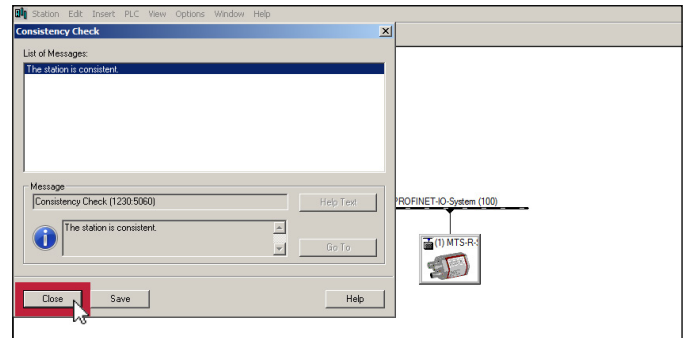 Station Edit Insert PLC View Options Window Help
Consistency Check
List of Messages:
The station is consistent.
Message
Consistency Check (1230:5060)
Help Text
The station is consistent.
Go To
Close
Save
Help
PROFINET-IO-System (100)
(1) MTS-R-